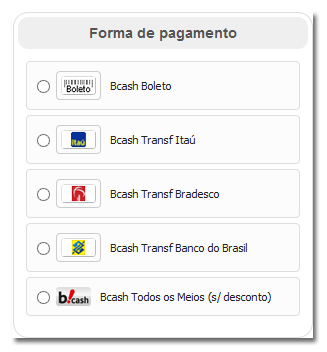 Forma de pagamento
Boleto Bcash Boleto
Itaú Bcash Transf Itaú
Bcash Transf Bradesco
Bcash Transf Banco do Brasil
b!cash Bcash Todos os Meios (s/ desconto)